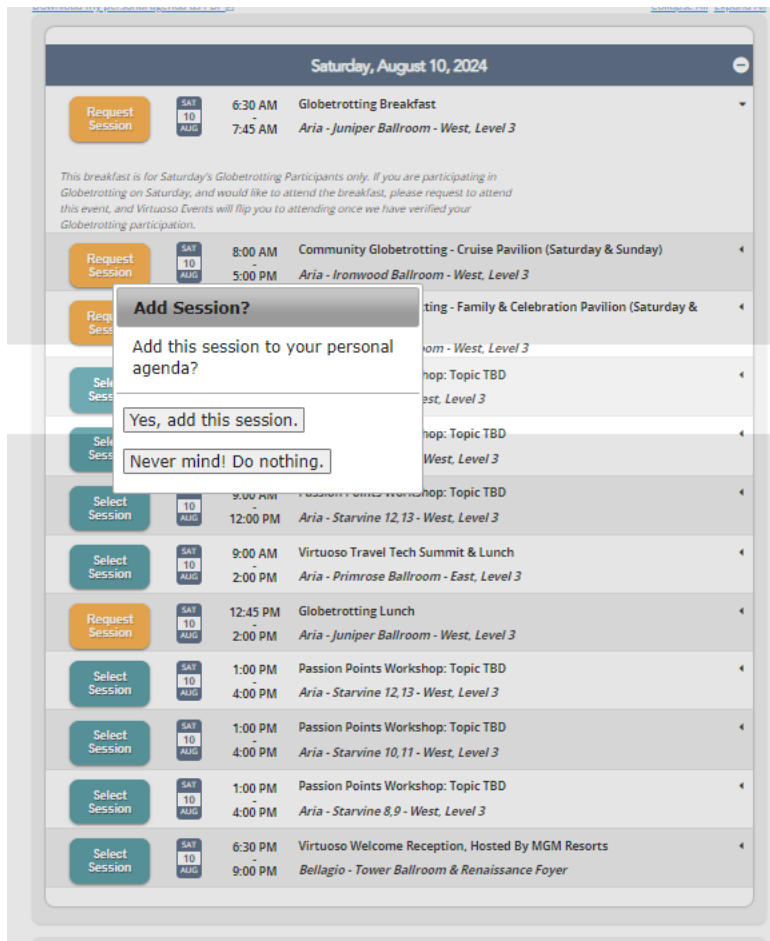 Download my personal agenda as PDF
Collapse All Expand All
Saturday, August 10, 2024
Request Session
SAT 10 AUG
6:30 AM - 7:45 AM
Globetrotting Breakfast
Aria - Juniper Ballroom - West, Level 3
This breakfast is for Saturday's Globetrotting Participants only. If you are participating in
Globetrotting on Saturday, and would like to attend the breakfast, please request to attend
this event, and Virtuoso Events will flip you to attending once we have verified your
Globetrotting participation.
Request Session
SAT 10 AUG
8:00 AM - 5:00 PM
Community Globetrotting - Cruise Pavilion (Saturday & Sunday)
Aria - Ironwood Ballroom - West, Level 3
Add Session?
Add this session to your personal
agenda?
Yes, add this session.
Never mind! Do nothing.
ting - Family & Celebration Pavilion (Saturday &
oom - West, Level 3
hop: Topic TBD
est, Level 3
hop: Topic TBD
West, Level 3
Select Session
10 AUG
9:00 AM - 12:00 PM
Passion Points Workshop: Topic TBD
Aria - Starvine 12,13 - West, Level 3
Select Session
SAT 10 AUG
9:00 AM - 2:00 PM
Virtuoso Travel Tech Summit & Lunch
Aria - Primrose Ballroom - East, Level 3
Request Session
SAT 10 AUG
12:45 PM - 2:00 PM
Globetrotting Lunch
Aria - Juniper Ballroom - West, Level 3
Select Session
SAT 10 AUG
1:00 PM - 4:00 PM
Passion Points Workshop: Topic TBD
Aria - Starvine 12,13 - West, Level 3
Select Session
SAT 10 AUG
1:00 PM - 4:00 PM
Passion Points Workshop: Topic TBD
Aria - Starvine 10,11 - West, Level 3
Select Session
SAT 10 AUG
1:00 PM - 4:00 PM
Passion Points Workshop: Topic TBD
Aria - Starvine 8,9 - West, Level 3
Select Session
SAT 10 AUG
6:30 PM - 9:00 PM
Virtuoso Welcome Reception, Hosted By MGM Resorts
Bellagio - Tower Ballroom & Renaissance Foyer